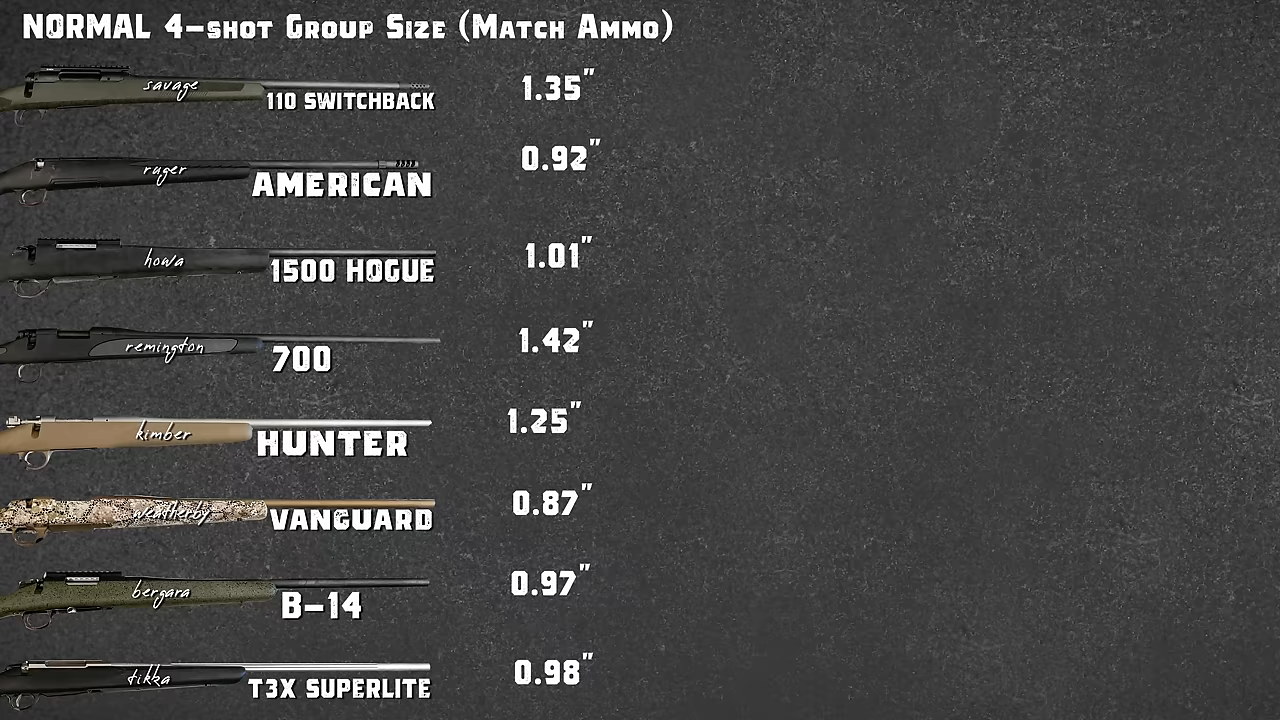 NORMAL 4-shot Group Size (Match Ammo)
savage
110 SWITCHBACK
1.35"
ruger
AMERICAN
0.92"
howa
1500 HOGUE
1.01"
remington
700
1.42"
kimber
HUNTER
1.25"
weatherby
VANGUARD
0.87"
bergara
B-14
0.97"
tikka
T3X SUPERLITE
0.98"